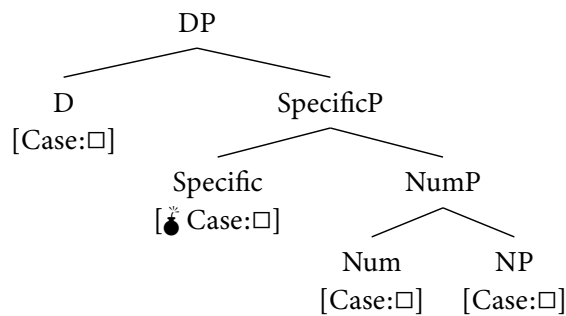 DP
D SpecificP
[Case:□]
Specific NumP
[💣Case:□]
Num NP
[Case:□] [Case:□]